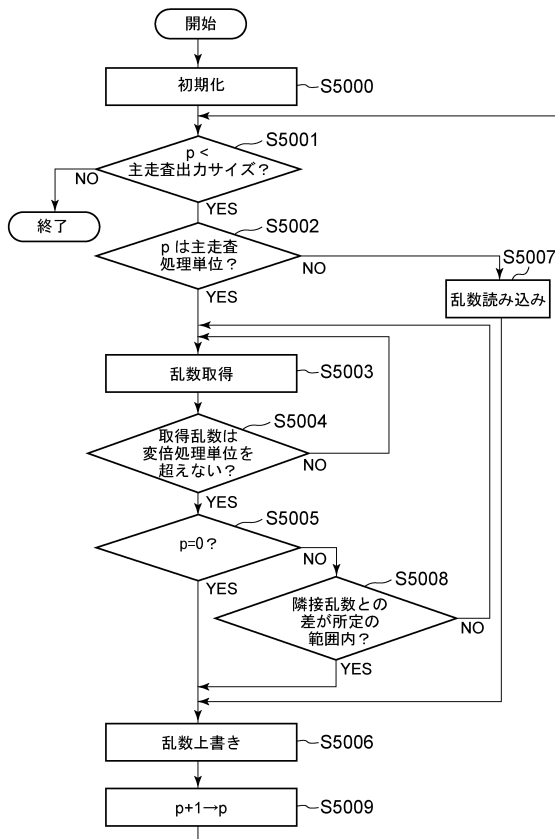 開始
初期化
S5000
p <
主走査出力サイズ？
S5001
NO
YES
終了
p は主走査
処理単位？
S5002
NO
YES
S5007
乱数読み込み
乱数取得
S5003
取得乱数は
変倍処理単位を
超えない？
S5004
NO
YES
p=0？
S5005
NO
YES
S5008
隣接乱数との
差が所定の
範囲内？
NO
YES
乱数上書き
S5006
p+1→p
S5009